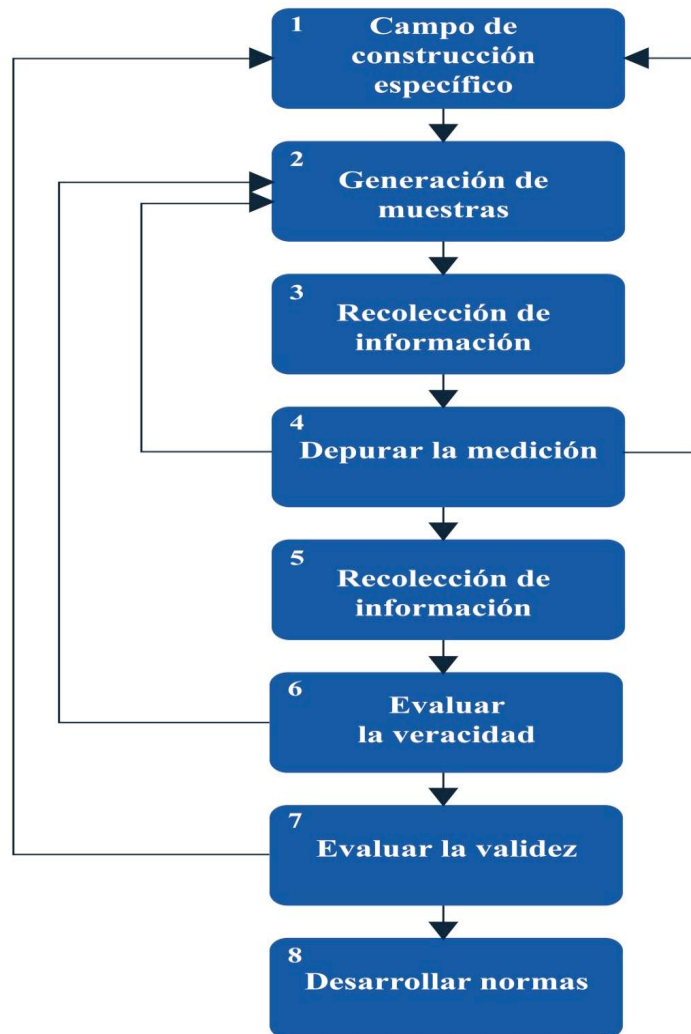 1
Campo de
construcción
específico
2
Generación de
muestras
3
Recolección de
información
4
Depurar la medición
5
Recolección de
información
6
Evaluar
la veracidad
7
Evaluar la validez
8
Desarrollar normas